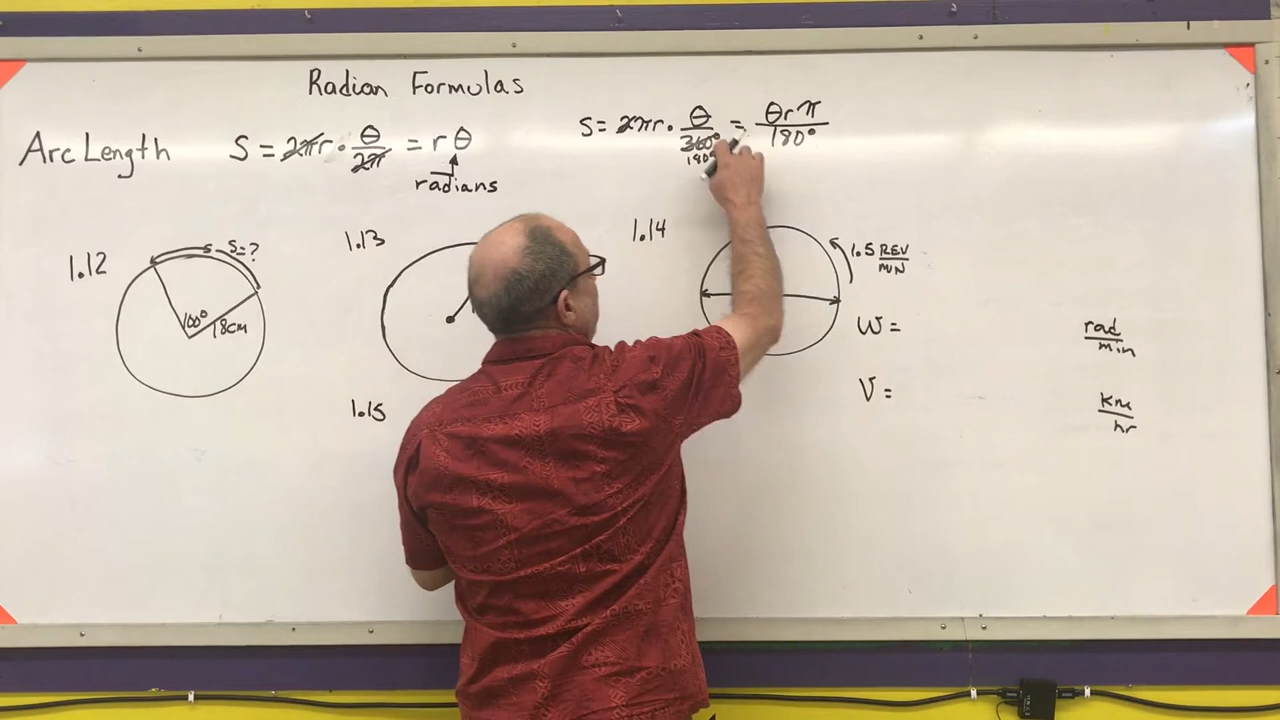 Radian Formulas
Arc Length S = 2πr · θ/2π = rθ
radians
S = 2πr · θ/360° = θrπ/180°
180°
1.12
S S=?
100°
18cm
1.13
1.14
1.5 REV/MIN
W = rad/min
V = km/hr
1.15